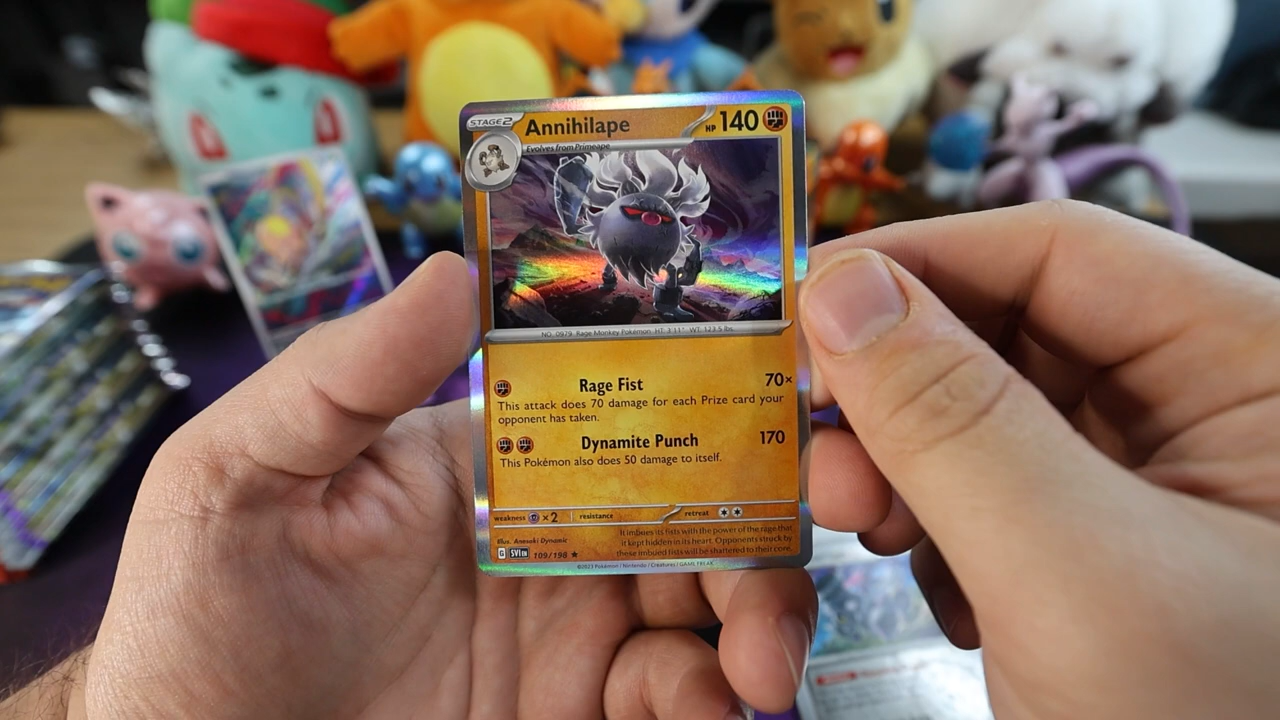 STAGE2 Annihilape HP 140
Evolves from Primeape
NO. 0979 Rage Monkey Pokémon HT: 3'11" WT: 123.5 lbs.
Rage Fist 70×
This attack does 70 damage for each Prize card your
opponent has taken.
Dynamite Punch 170
This Pokémon also does 50 damage to itself.
weakness ×2 resistance retreat
Illus. Anesaki Dynamic
It imbues its fists with the power of the rage that
it kept hidden in its heart. Opponents struck by
these imbued fists will be shattered to their core.
G SVI EN 109/198 ★
©2023 Pokémon / Nintendo / Creatures / GAME FREAK